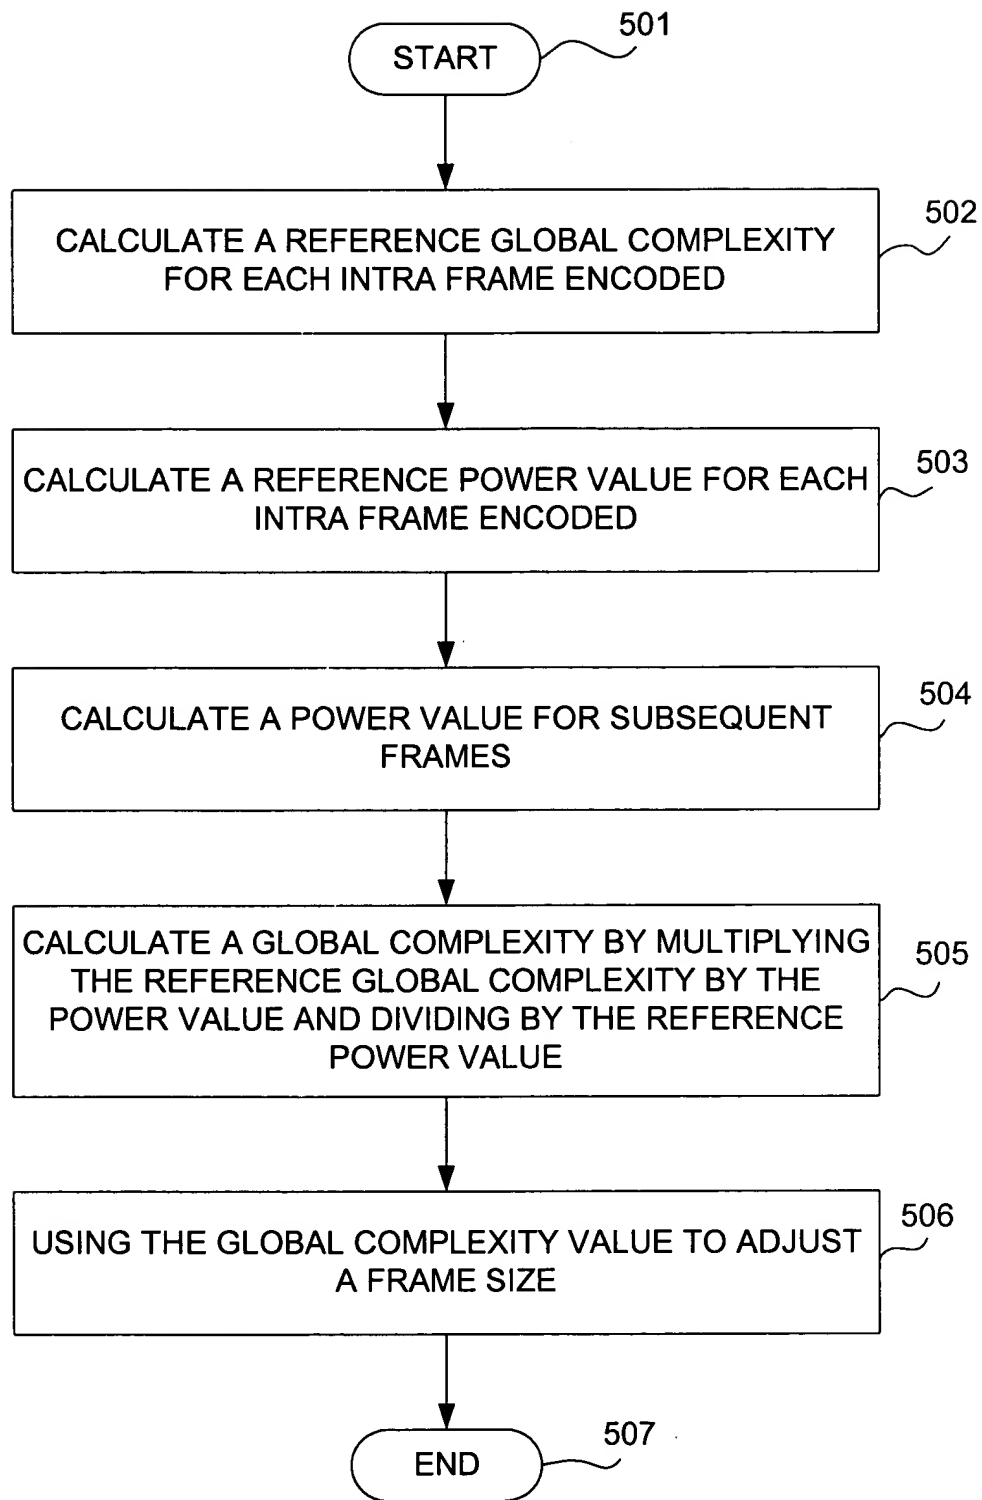 START
501
CALCULATE A REFERENCE GLOBAL COMPLEXITY
FOR EACH INTRA FRAME ENCODED
502
CALCULATE A REFERENCE POWER VALUE FOR EACH
INTRA FRAME ENCODED
503
CALCULATE A POWER VALUE FOR SUBSEQUENT
FRAMES
504
CALCULATE A GLOBAL COMPLEXITY BY MULTIPLYING
THE REFERENCE GLOBAL COMPLEXITY BY THE
POWER VALUE AND DIVIDING BY THE REFERENCE
POWER VALUE
505
USING THE GLOBAL COMPLEXITY VALUE TO ADJUST
A FRAME SIZE
506
END
507